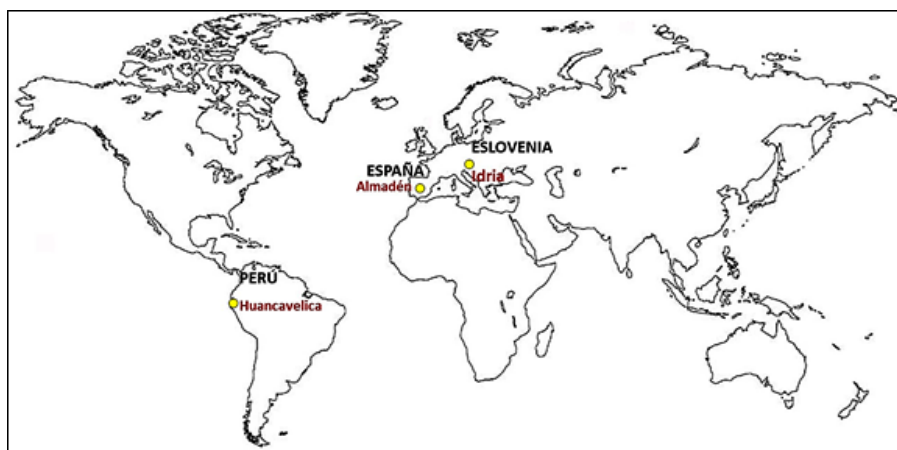 ESLOVENIA
ESPAÑA
Idria
Almadén
PERÚ
Huancavelica